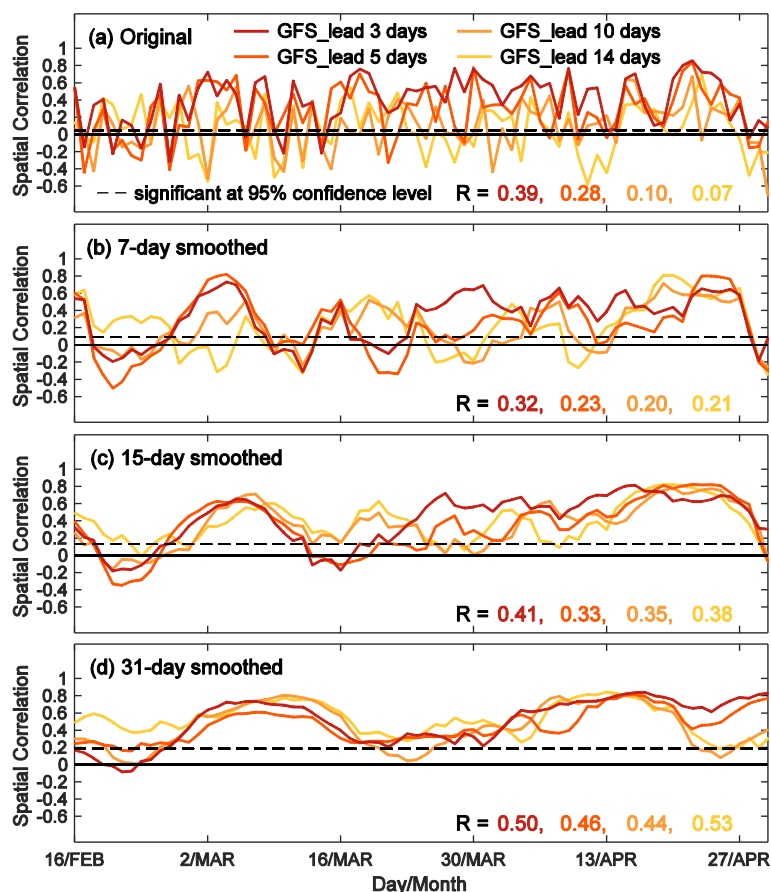 (a) Original
GFS_lead 3 days
GFS_lead 10 days
GFS_lead 5 days
GFS_lead 14 days
Spatial Correlation
1
0.8
0.6
0.4
0.2
0
-0.2
-0.4
-0.6
significant at 95% confidence level
R = 0.39, 0.28, 0.10, 0.07
(b) 7-day smoothed
Spatial Correlation
1
0.8
0.6
0.4
0.2
0
-0.2
-0.4
-0.6
R = 0.32, 0.23, 0.20, 0.21
(c) 15-day smoothed
Spatial Correlation
1
0.8
0.6
0.4
0.2
0
-0.2
-0.4
-0.6
R = 0.41, 0.33, 0.35, 0.38
(d) 31-day smoothed
Spatial Correlation
1
0.8
0.6
0.4
0.2
0
-0.2
-0.4
-0.6
R = 0.50, 0.46, 0.44, 0.53
16/FEB 2/MAR 16/MAR 30/MAR 13/APR 27/APR
Day/Month